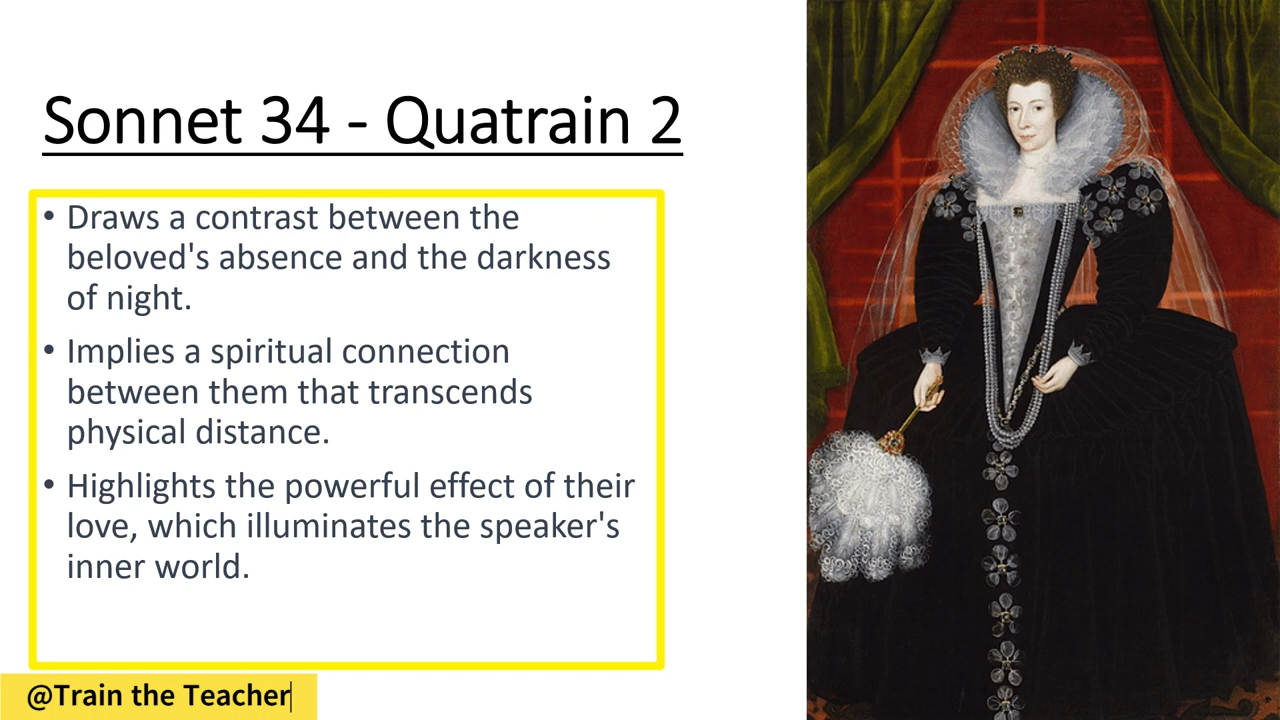 Sonnet 34 - Quatrain 2
• Draws a contrast between the
beloved's absence and the darkness
of night.
• Implies a spiritual connection
between them that transcends
physical distance.
• Highlights the powerful effect of their
love, which illuminates the speaker's
inner world.
@Train the Teacher